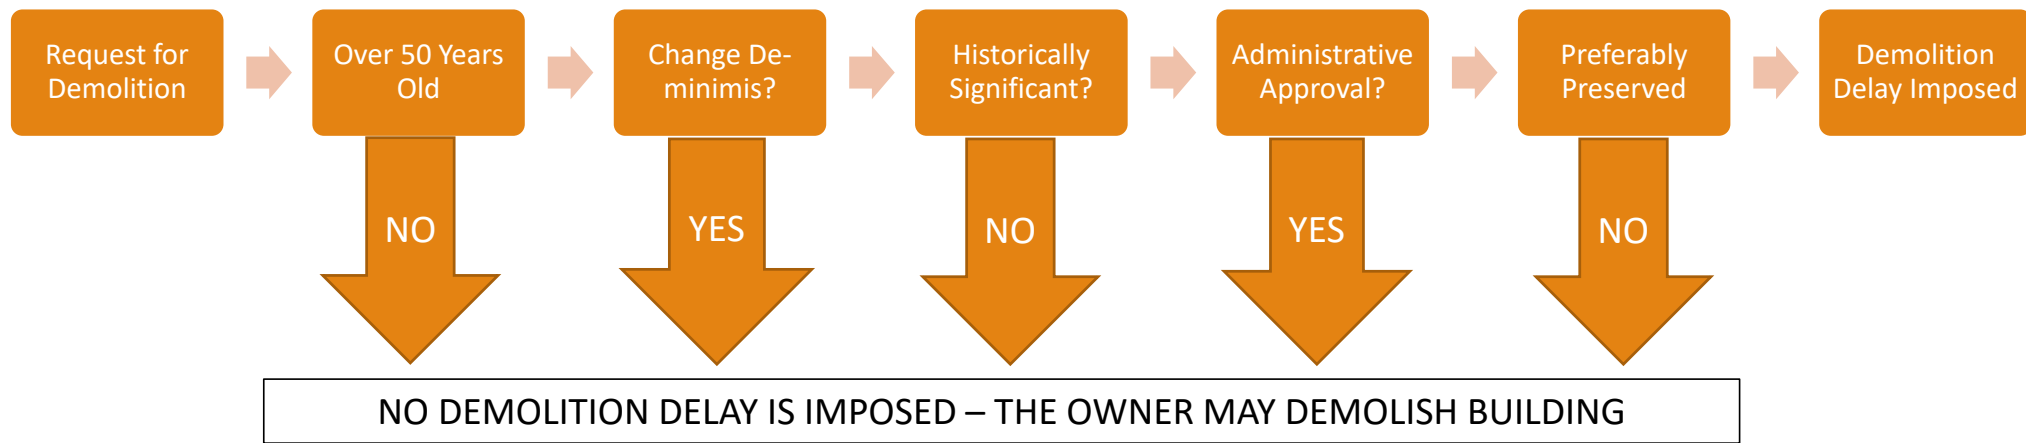 Request for
Demolition
Over 50 Years
Old
Change De-
minimis?
Historically
Significant?
Administrative
Approval?
Preferably
Preserved
Demolition
Delay Imposed
NO
YES
NO
YES
NO
NO DEMOLITION DELAY IS IMPOSED – THE OWNER MAY DEMOLISH BUILDING